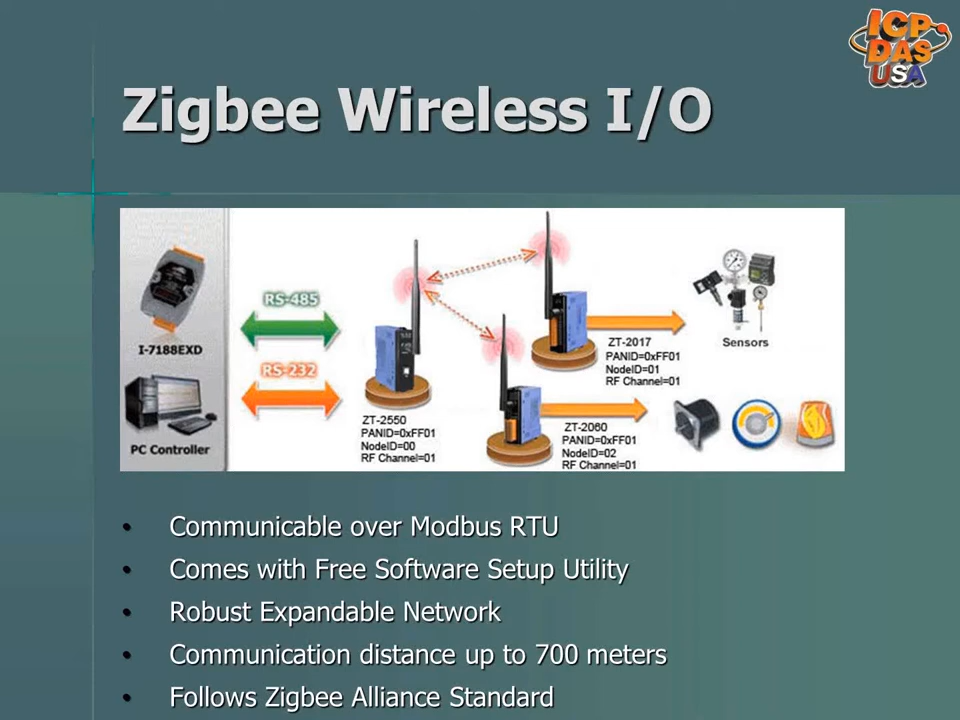 ICP
DAS
USA
Zigbee Wireless I/O
I-7188EXD
PC Controller
RS-485
RS-232
ZT-2550
PANID=0xFF01
NodeID=00
RF Channel=01
ZT-2017
PANID=0xFF01
NodeID=01
RF Channel=01
Sensors
ZT-2060
PANID=0xFF01
NodeID=02
RF Channel=01
• Communicable over Modbus RTU
• Comes with Free Software Setup Utility
• Robust Expandable Network
• Communication distance up to 700 meters
• Follows Zigbee Alliance Standard